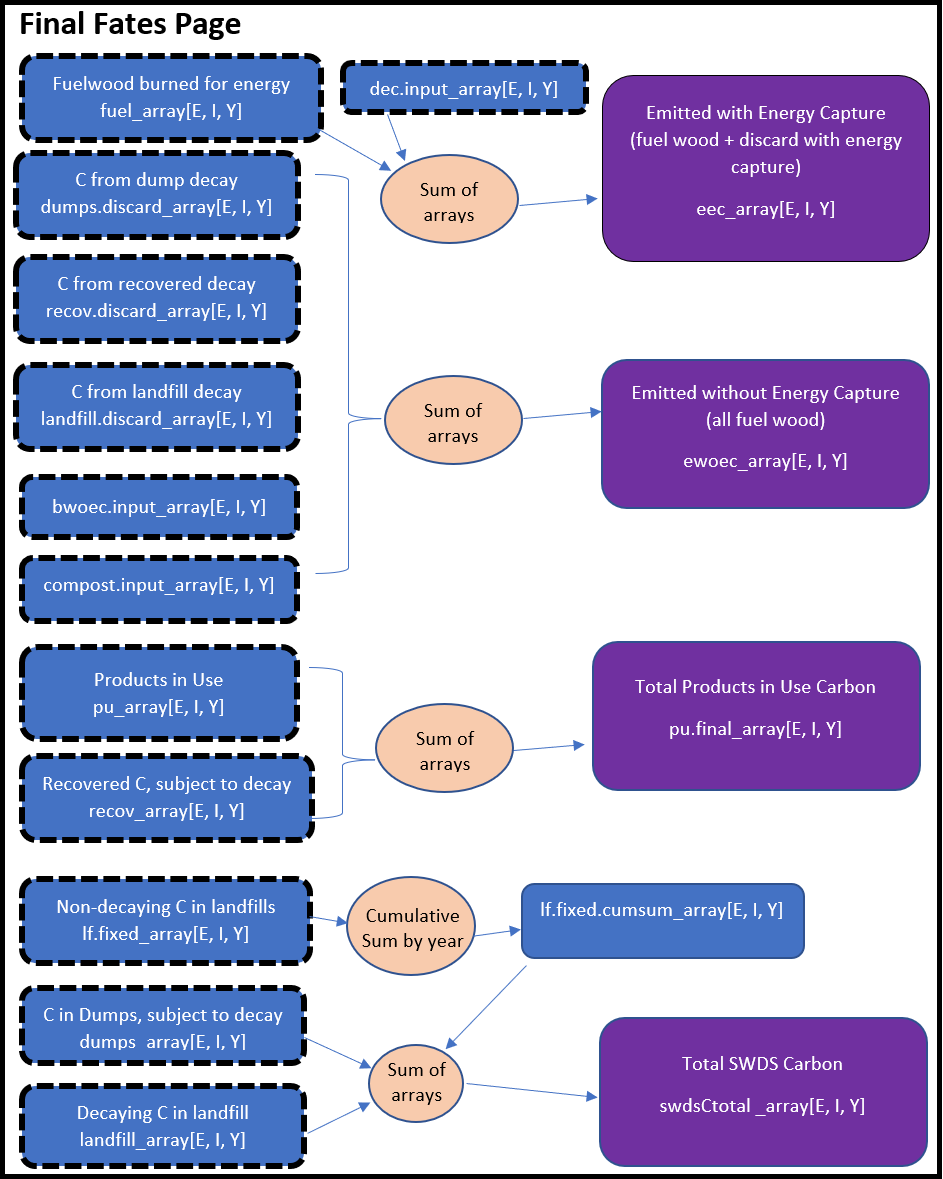 Final Fates Page
Fuelwood burned for energy
fuel_array[E, I, Y]
dec.input_array[E, I, Y]
Sum of
arrays
Emitted with Energy Capture
(fuel wood + discard with energy
capture)
eec_array[E, I, Y]
C from dump decay
dumps.discard_array[E, I, Y]
C from recovered decay
recov.discard_array[E, I, Y]
C from landfill decay
landfill.discard_array[E, I, Y]
bwoec.input_array[E, I, Y]
compost.input_array[E, I, Y]
Sum of
arrays
Emitted without Energy Capture
(all fuel wood)
ewoec_array[E, I, Y]
Products in Use
pu_array[E, I, Y]
Recovered C, subject to decay
recov_array[E, I, Y]
Sum of
arrays
Total Products in Use Carbon
pu.final_array[E, I, Y]
Non-decaying C in landfills
lf.fixed_array[E, I, Y]
Cumulative
Sum by year
lf.fixed.cumsum_array[E, I, Y]
C in Dumps, subject to decay
dumps_array[E, I, Y]
Decaying C in landfill
landfill_array[E, I, Y]
Sum of
arrays
Total SWDS Carbon
swdsCtotal _array[E, I, Y]